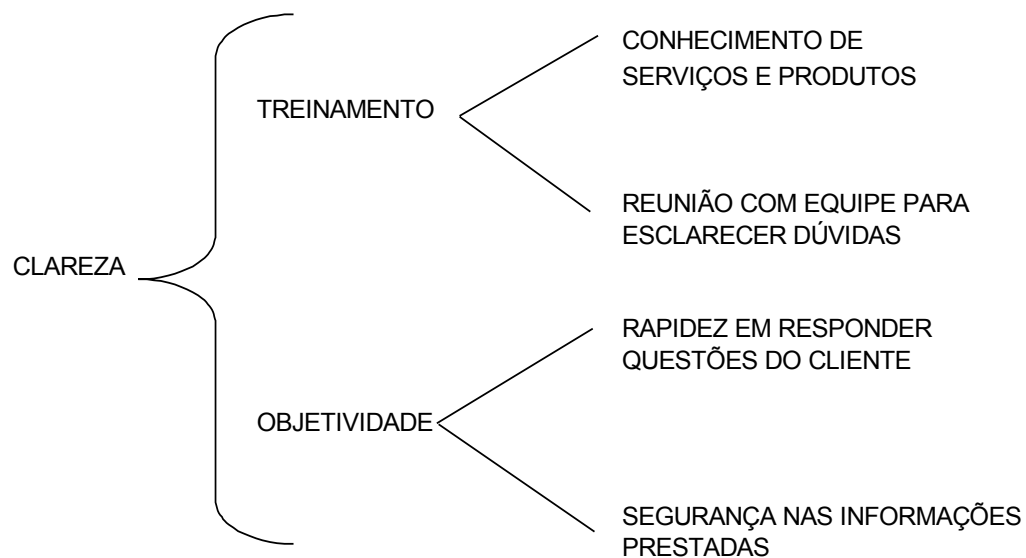 CONHECIMENTO DE
SERVIÇOS E PRODUTOS
TREINAMENTO
REUNIÃO COM EQUIPE PARA
ESCLARECER DÚVIDAS
CLAREZA
RAPIDEZ EM RESPONDER
QUESTÕES DO CLIENTE
OBJETIVIDADE
SEGURANÇA NAS INFORMAÇÕES
PRESTADAS